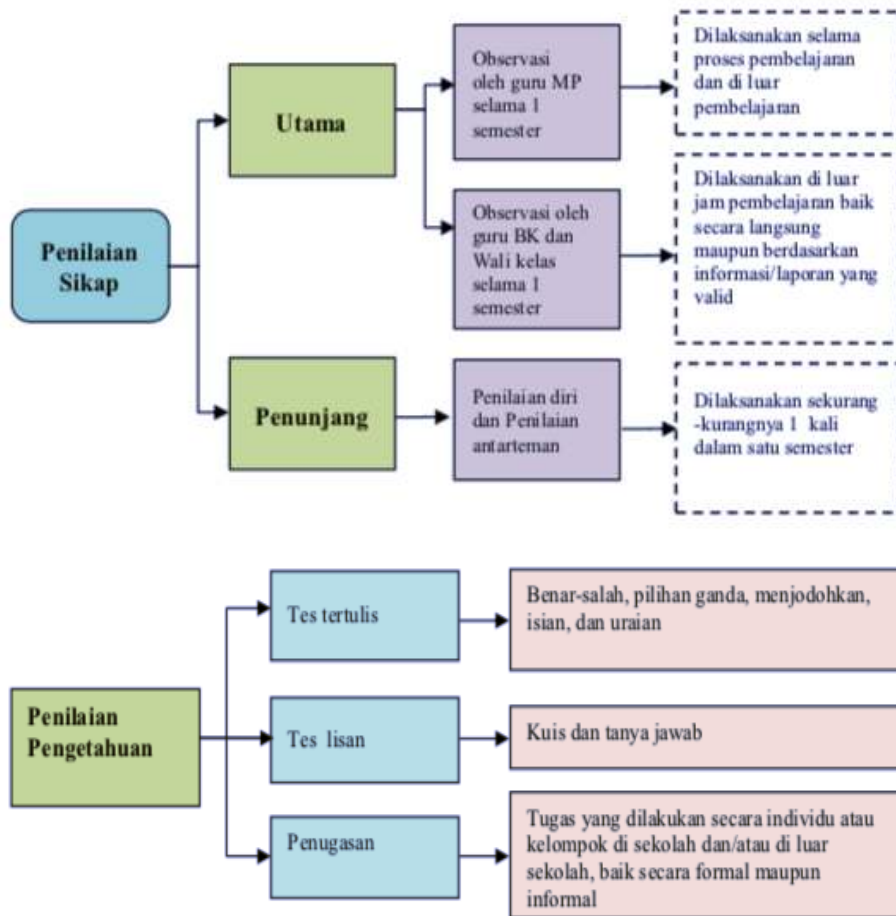 Penilaian
Sikap
Utama
Observasi
oleh guru MP
selama 1
semester
Dilaksanakan selama
proses pembelajaran
dan di luar
pembelajaran
Observasi oleh
guru BK dan
Wali kelas
selama 1
semester
Dilaksanakan di luar
jam pembelajaran baik
secara langsung
maupun berdasarkan
informasi/laporan yang
valid
Penunjang
Penilaian diri
dan Penilaian
antarteman
Dilaksanakan sekurang
-kurangnya 1 kali
dalam satu semester
Penilaian
Pengetahuan
Tes tertulis
Benar-salah, pilihan ganda, menjodohkan,
isian, dan uraian
Tes lisan
Kuis dan tanya jawab
Penugasan
Tugas yang dilakukan secara individu atau
kelompok di sekolah dan/atau di luar
sekolah, baik secara formal maupun
informal